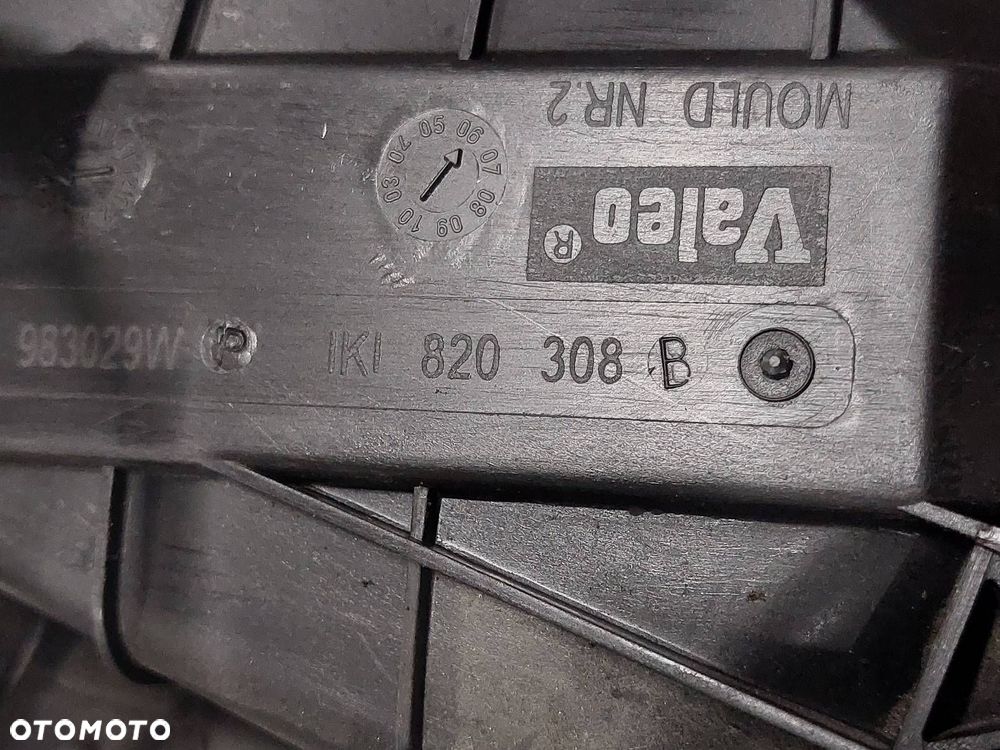 MOULD NR.2
Valeo ®
03 04 05 06 07 08 09 10
983029W P
1K1 820 308 B
OTOMOTO